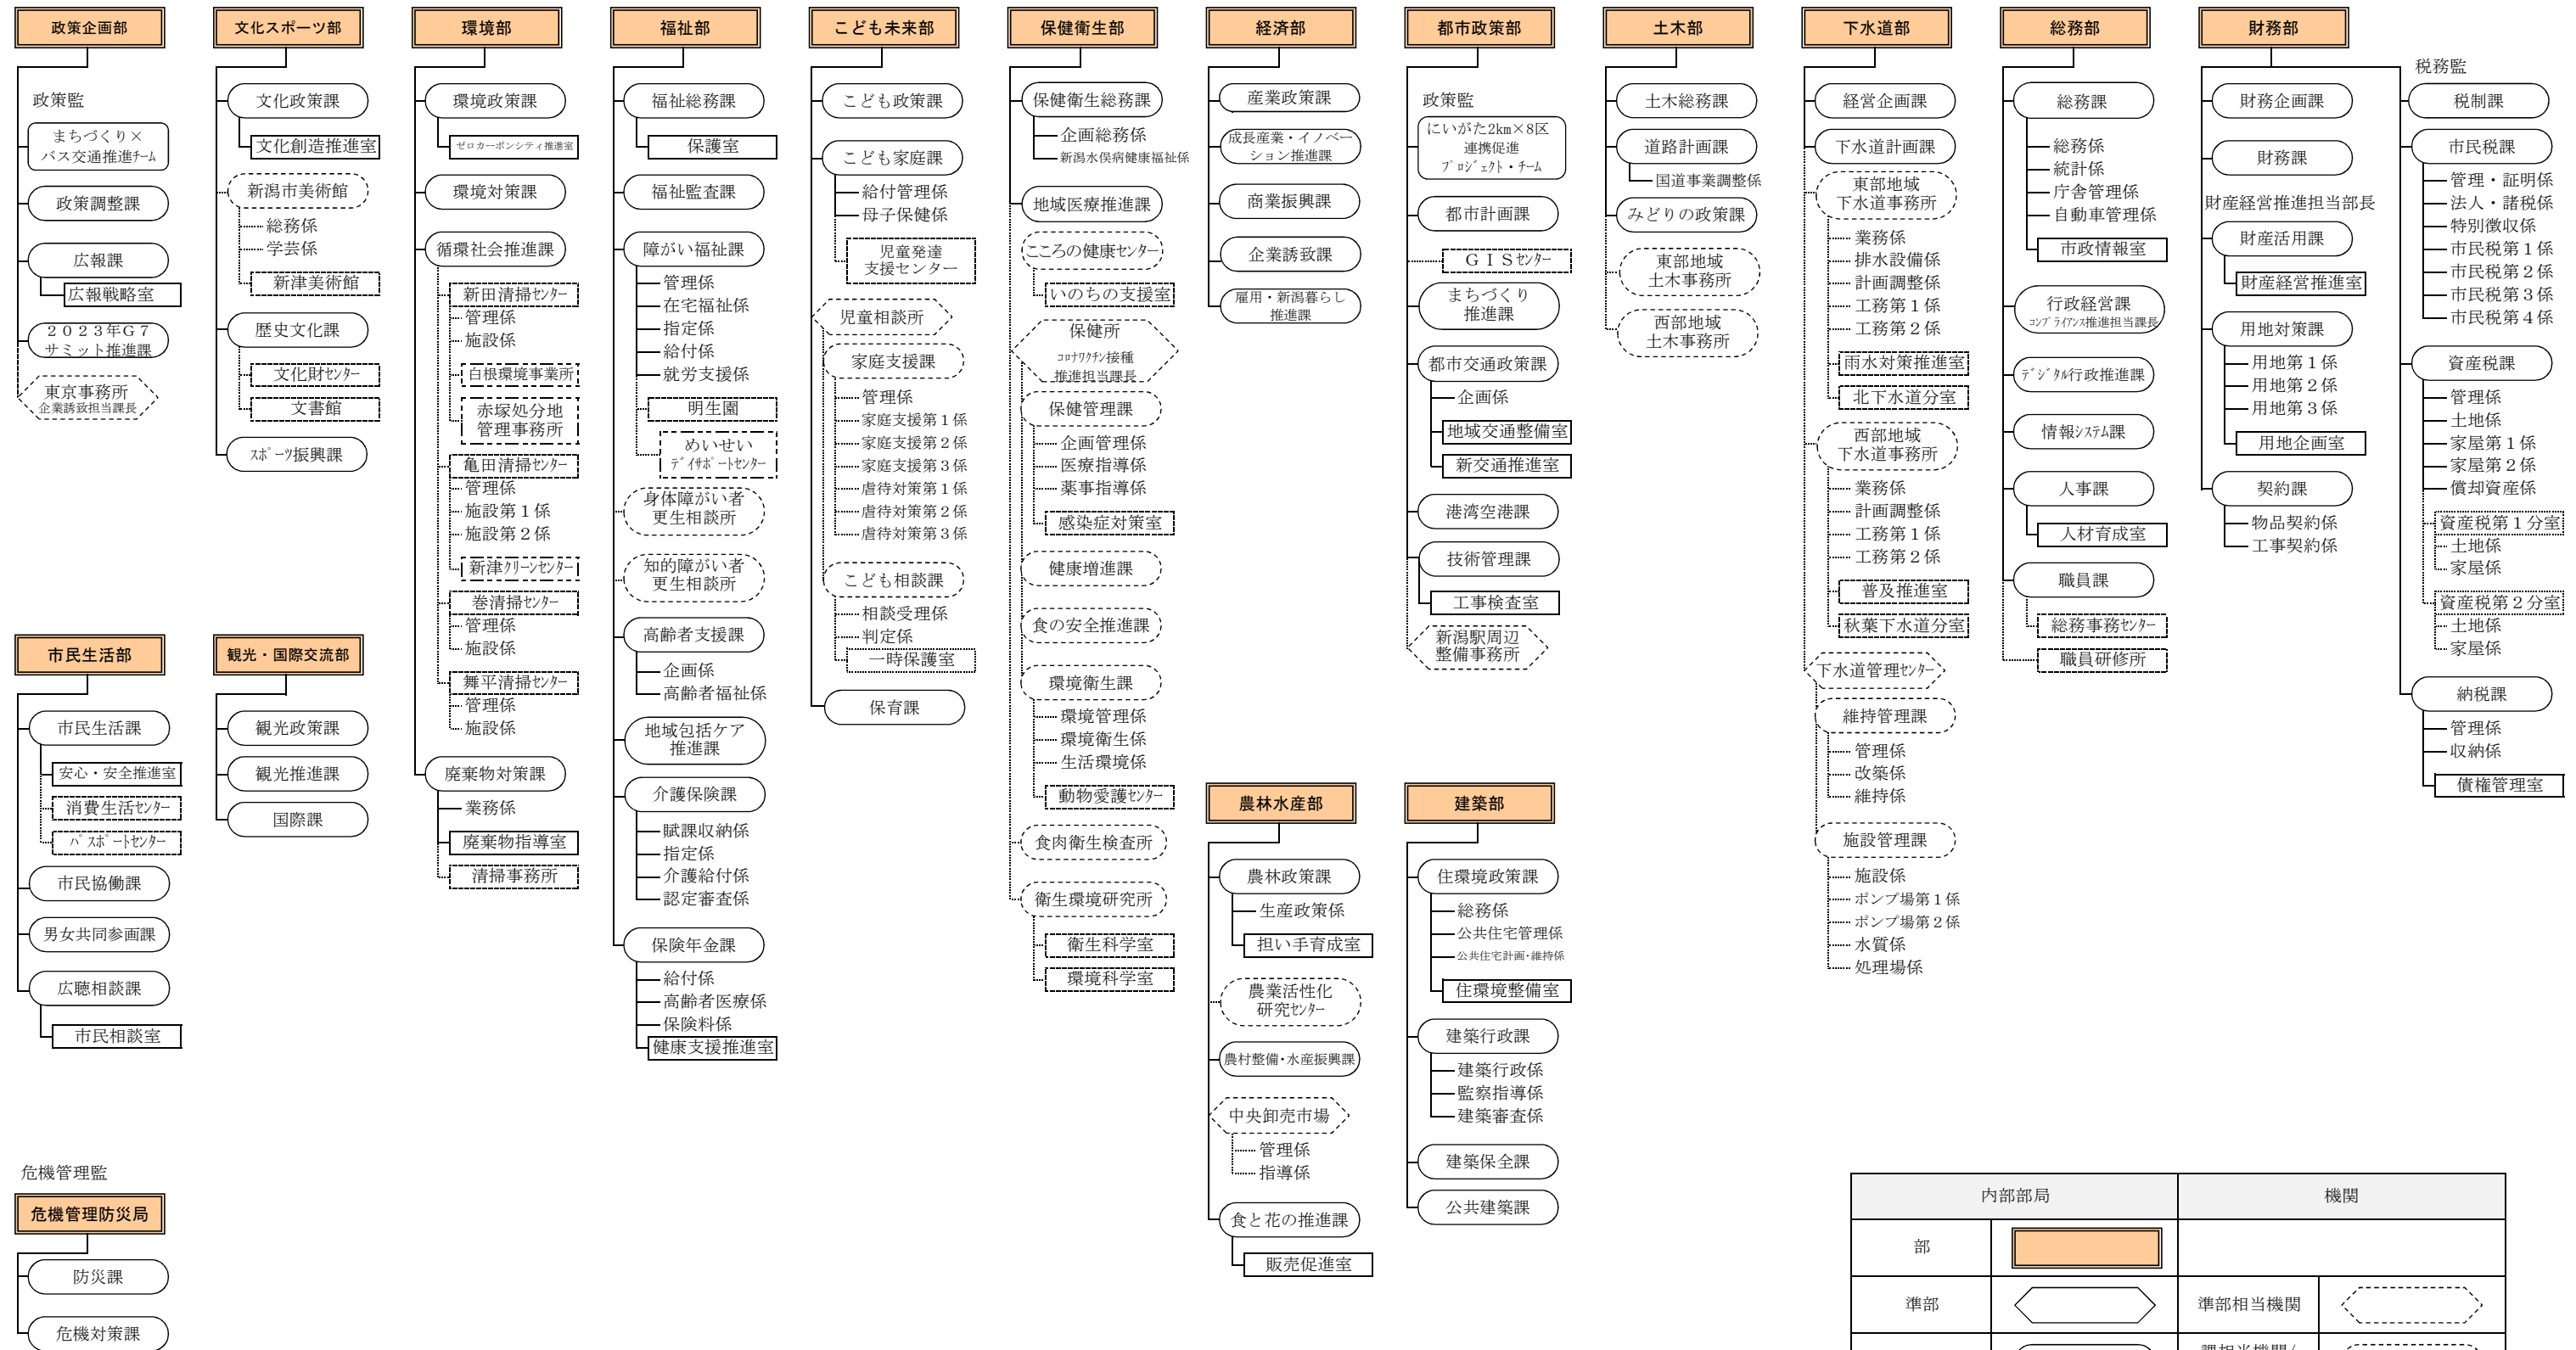 政策企画部
政策監
まちづくり×
バス交通推進ﾁｰﾑ
政策調整課
広報課
広報戦略室
２０２３年Ｇ７
サミット推進課
東京事務所
企業誘致担当課長
市民生活部
市民生活課
安心・安全推進室
消費生活ｾﾝﾀｰ
ﾊﾟｽﾎﾟｰﾄｾﾝﾀｰ
市民協働課
男女共同参画課
広聴相談課
市民相談室
危機管理監
危機管理防災局
防災課
危機対策課
文化スポーツ部
文化政策課
文化創造推進室
新潟市美術館
総務係
学芸係
新津美術館
歴史文化課
文化財ｾﾝﾀｰ
文書館
ｽﾎﾟｰﾂ振興課
観光・国際交流部
観光政策課
観光推進課
国際課
環境部
環境政策課
ゼロカーボンシティ推進室
環境対策課
循環社会推進課
新田清掃ｾﾝﾀｰ
管理係
施設係
白根環境事業所
赤塚処分地
管理事務所
亀田清掃ｾﾝﾀｰ
管理係
施設第１係
施設第２係
新津ｸﾘｰﾝｾﾝﾀｰ
巻清掃ｾﾝﾀｰ
管理係
施設係
舞平清掃ｾﾝﾀｰ
管理係
施設係
廃棄物対策課
業務係
廃棄物指導室
清掃事務所
福祉部
福祉総務課
保護室
福祉監査課
障がい福祉課
管理係
在宅福祉係
指定係
給付係
就労支援係
明生園
めいせい
ﾃﾞｲｻﾎﾟｰﾄｾﾝﾀｰ
身体障がい者
更生相談所
知的障がい者
更生相談所
高齢者支援課
企画係
高齢者福祉係
地域包括ケア
推進課
介護保険課
賦課収納係
指定係
介護給付係
認定審査係
保険年金課
給付係
高齢者医療係
保険料係
健康支援推進室
こども未来部
こども政策課
こども家庭課
給付管理係
母子保健係
児童発達
支援センター
児童相談所
家庭支援課
管理係
家庭支援第１係
家庭支援第２係
家庭支援第３係
虐待対策第１係
虐待対策第２係
虐待対策第３係
こども相談課
相談受理係
判定係
一時保護室
保育課
保健衛生部
保健衛生総務課
企画総務係
新潟水俣病健康福祉係
地域医療推進課
こころの健康ｾﾝﾀｰ
いのちの支援室
保健所
ｺﾛﾅﾜｸﾁﾝ接種
推進担当課長
保健管理課
企画管理係
医療指導係
薬事指導係
感染症対策室
健康増進課
食の安全推進課
環境衛生課
環境管理係
環境衛生係
生活環境係
動物愛護ｾﾝﾀｰ
食肉衛生検査所
衛生環境研究所
衛生科学室
環境科学室
経済部
産業政策課
成長産業・イノベー
ション推進課
商業振興課
企業誘致課
雇用・新潟暮らし
推進課
農林水産部
農林政策課
生産政策係
担い手育成室
農業活性化
研究ｾﾝﾀｰ
農村整備・水産振興課
中央卸売市場
管理係
指導係
食と花の推進課
販売促進室
都市政策部
政策監
にいがた2km×8区
連携促進
ﾌﾟﾛｼﾞｪｸﾄ・ﾁｰﾑ
都市計画課
ＧＩＳｾﾝﾀｰ
まちづくり
推進課
都市交通政策課
企画係
地域交通整備室
新交通推進室
港湾空港課
技術管理課
工事検査室
新潟駅周辺
整備事務所
建築部
住環境政策課
総務係
公共住宅管理係
公共住宅計画・維持係
住環境整備室
建築行政課
建築行政係
監察指導係
建築審査係
建築保全課
公共建築課
土木部
土木総務課
道路計画課
国道事業調整係
みどりの政策課
東部地域
土木事務所
西部地域
土木事務所
下水道部
経営企画課
下水道計画課
東部地域
下水道事務所
業務係
排水設備係
計画調整係
工務第１係
工務第２係
雨水対策推進室
北下水道分室
西部地域
下水道事務所
業務係
計画調整係
工務第１係
工務第２係
普及推進室
秋葉下水道分室
下水道管理ｾﾝﾀｰ
維持管理課
管理係
改築係
維持係
施設管理課
施設係
ポンプ場第１係
ポンプ場第２係
水質係
処理場係
総務部
総務課
総務係
統計係
庁舎管理係
自動車管理係
市政情報室
行政経営課
ｺﾝﾌﾟﾗｲｱﾝｽ推進担当課長
ﾃﾞｼﾞﾀﾙ行政推進課
情報ｼｽﾃﾑ課
人事課
人材育成室
職員課
総務事務ｾﾝﾀｰ
職員研修所
財務部
財務企画課
財務課
財産経営推進担当部長
財産活用課
財産経営推進室
用地対策課
用地第１係
用地第２係
用地第３係
用地企画室
契約課
物品契約係
工事契約係
税務監
税制課
市民税課
管理・証明係
法人・諸税係
特別徴収係
市民税第１係
市民税第２係
市民税第３係
市民税第４係
資産税課
管理係
土地係
家屋第１係
家屋第２係
償却資産係
資産税第１分室
土地係
家屋係
資産税第２分室
土地係
家屋係
納税課
管理係
収納係
債権管理室
内部部局
機関
部
準部
準部相当機関
課相当機関/